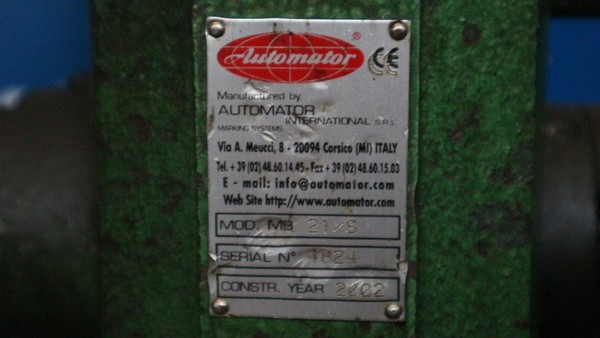 Automator ®
CE
Manufactured by
AUTOMATOR
INTERNATIONAL S.R.L.
MARKING SYSTEMS
Via A. Meucci, 8 - 20094 Corsico (MI) ITALY
Tel. +39 (02) 48.60.14.45 - Fax +39 (02) 48.60.15.03
E - mail: info@automator.com
Web Site http://www.automator.com
MOD. MB 21/S
SERIAL N° 1824
CONSTR. YEAR 2002